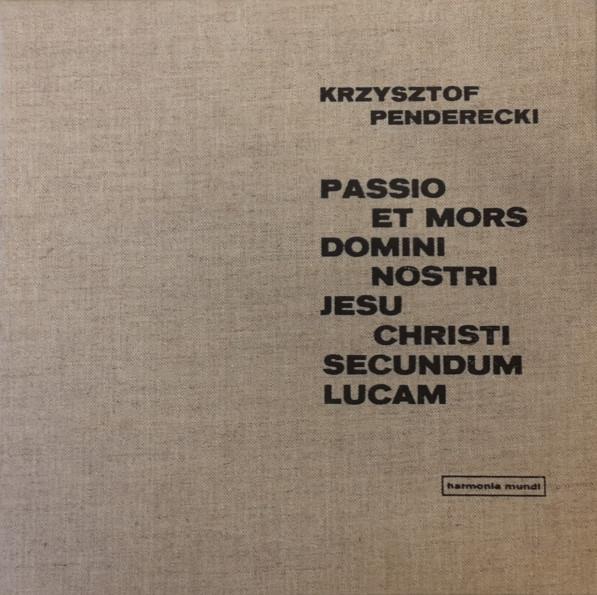 KRZYSZTOF
PENDERECKI
PASSIO
ET MORS
DOMINI
NOSTRI
JESU
CHRISTI
SECUNDUM
LUCAM
harmonia mundi